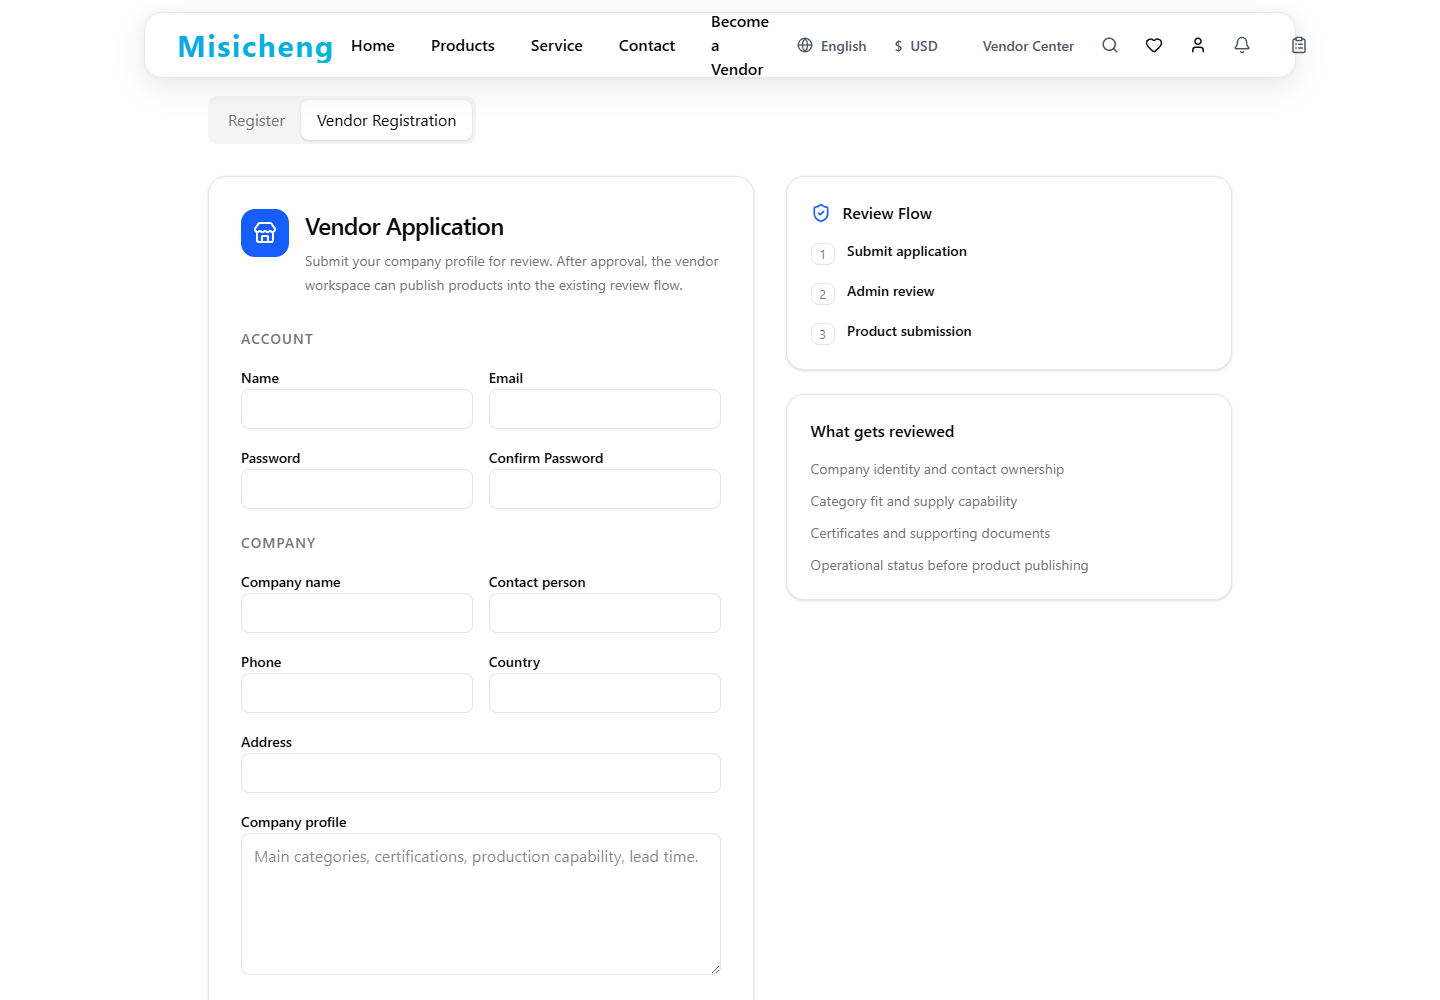 Misicheng
Home
Products
Service
Contact
Become
a
Vendor
English
$ USD
Vendor Center
Register
Vendor Registration
Vendor Application
Submit your company profile for review. After approval, the vendor
workspace can publish products into the existing review flow.
ACCOUNT
Name
Email
Password
Confirm Password
COMPANY
Company name
Contact person
Phone
Country
Address
Company profile
Main categories, certifications, production capability, lead time.
Review Flow
1 Submit application
2 Admin review
3 Product submission
What gets reviewed
Company identity and contact ownership
Category fit and supply capability
Certificates and supporting documents
Operational status before product publishing